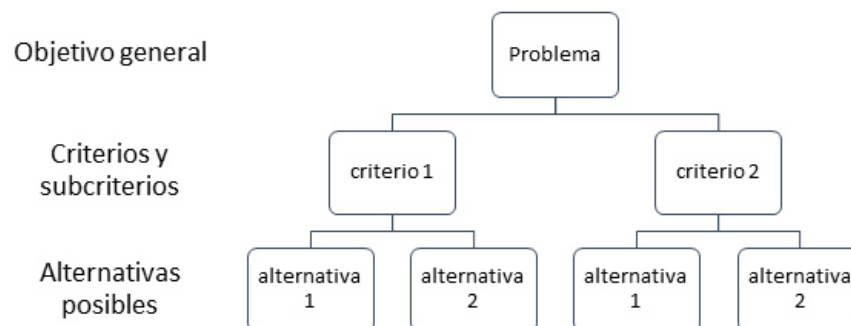 Objetivo general
Problema
Criterios y
subcriterios
criterio 1
criterio 2
Alternativas
posibles
alternativa
1
alternativa
2
alternativa
1
alternativa
2